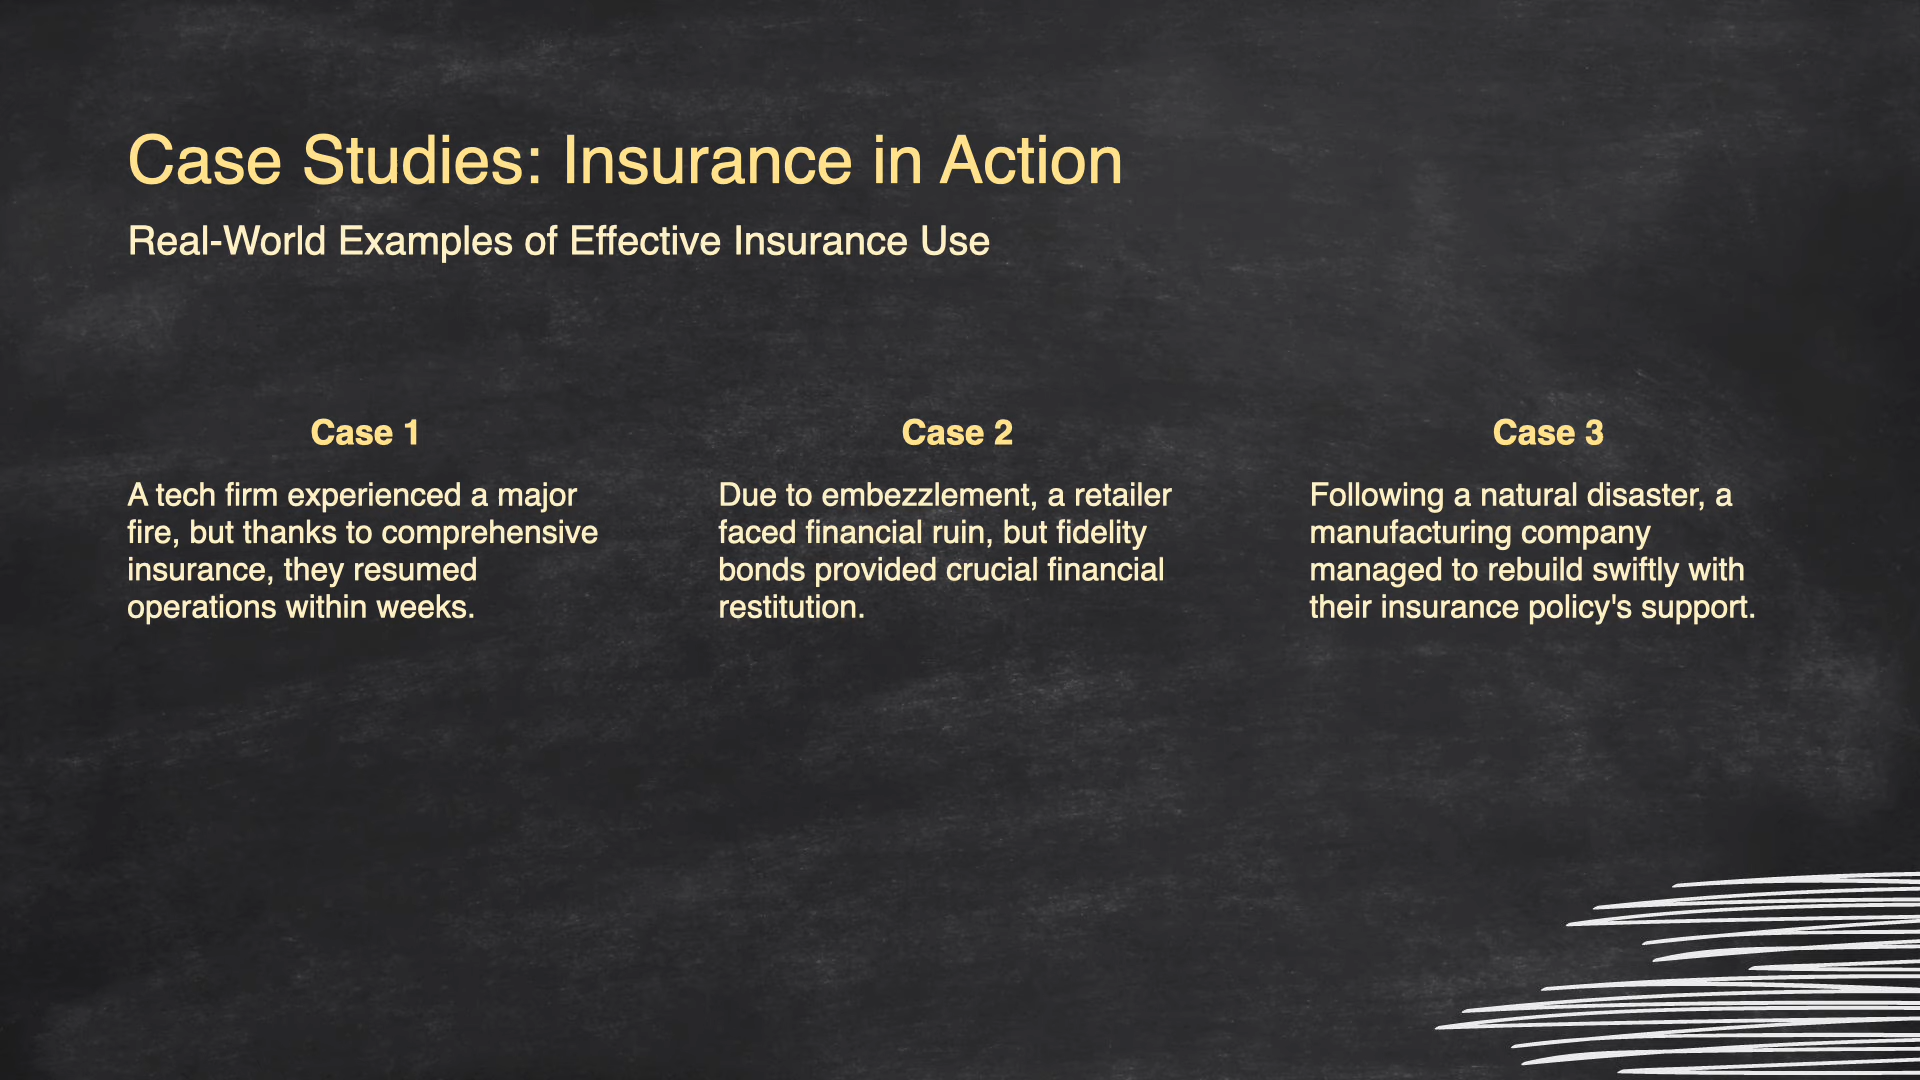 Case Studies: Insurance in Action
Real-World Examples of Effective Insurance Use
Case 1
A tech firm experienced a major
fire, but thanks to comprehensive
insurance, they resumed
operations within weeks.
Case 2
Due to embezzlement, a retailer
faced financial ruin, but fidelity
bonds provided crucial financial
restitution.
Case 3
Following a natural disaster, a
manufacturing company
managed to rebuild swiftly with
their insurance policy's support.